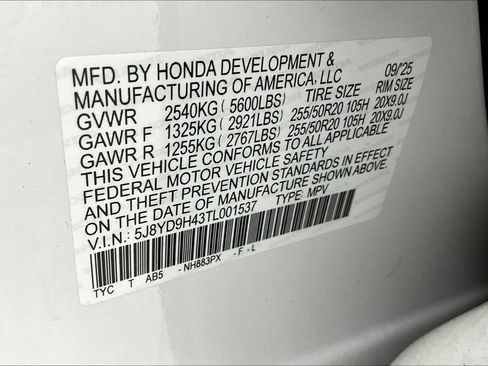 MFD. BY HONDA DEVELOPMENT & 09/25
MANUFACTURING OF AMERICA, LLC
GVWR 2540KG ( 5600LBS) TIRE SIZE RIM SIZE
GAWR F 1325KG ( 2921LBS) 255/50R20 105H 20X9.0J
GAWR R 1255KG ( 2767LBS) 255/50R20 105H 20X9.0J
THIS VEHICLE CONFORMS TO ALL APPLICABLE
FEDERAL MOTOR VEHICLE SAFETY
AND THEFT PREVENTION STANDARDS IN EFFECT
ON THE DATE OF MANUFACTURE SHOWN ABOVE.
V.I.N.: 5J8YD9H43TL001537 TYPE: MPV
TYC T AB5 -NH883PX -F-L